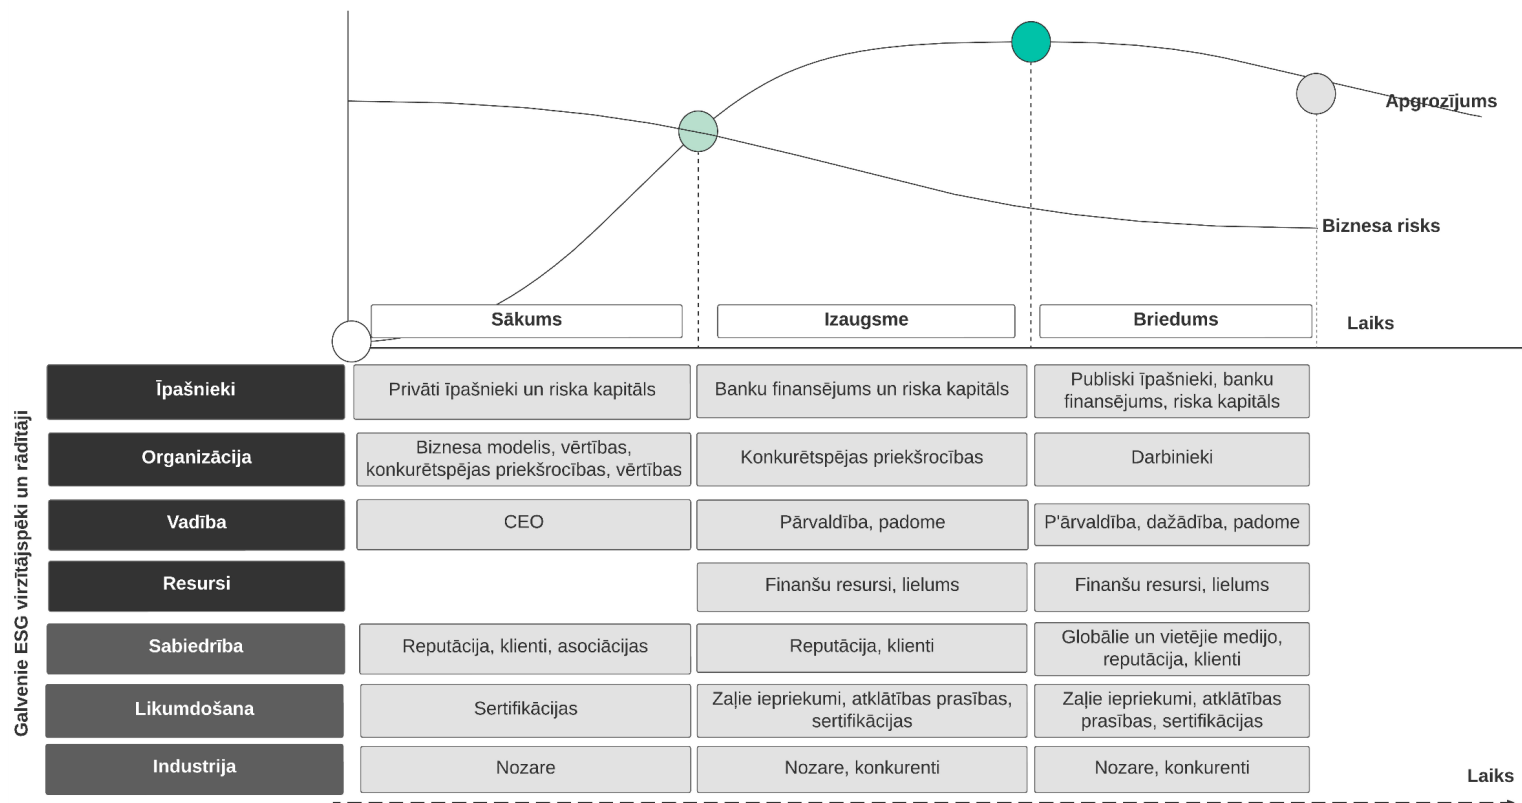 Apgrozījums
Biznesa risks
Sākums
Izaugsme
Briedums
Laiks
Galvenie ESG virzītājspēki un rādītāji
Īpašnieki
Privāti īpašnieki un riska kapitāls
Banku finansējums un riska kapitāls
Publiski īpašnieki, banku
finansējums, riska kapitāls
Organizācija
Biznesa modelis, vērtības,
konkurētspējas priekšrocības, vērtības
Konkurētspējas priekšrocības
Darbinieki
Vadība
CEO
Pārvaldība, padome
P'ārvaldība, dažādība, padome
Resursi
Finanšu resursi, lielums
Finanšu resursi, lielums
Sabiedrība
Reputācija, klienti, asociācijas
Reputācija, klienti
Globālie un vietējie medijo,
reputācija, klienti
Likumdošana
Sertifikācijas
Zaļie iepriekumi, atklātības prasības,
sertifikācijas
Zaļie iepriekumi, atklātības
prasības, sertifikācijas
Industrija
Nozare
Nozare, konkurenti
Nozare, konkurenti
Laiks